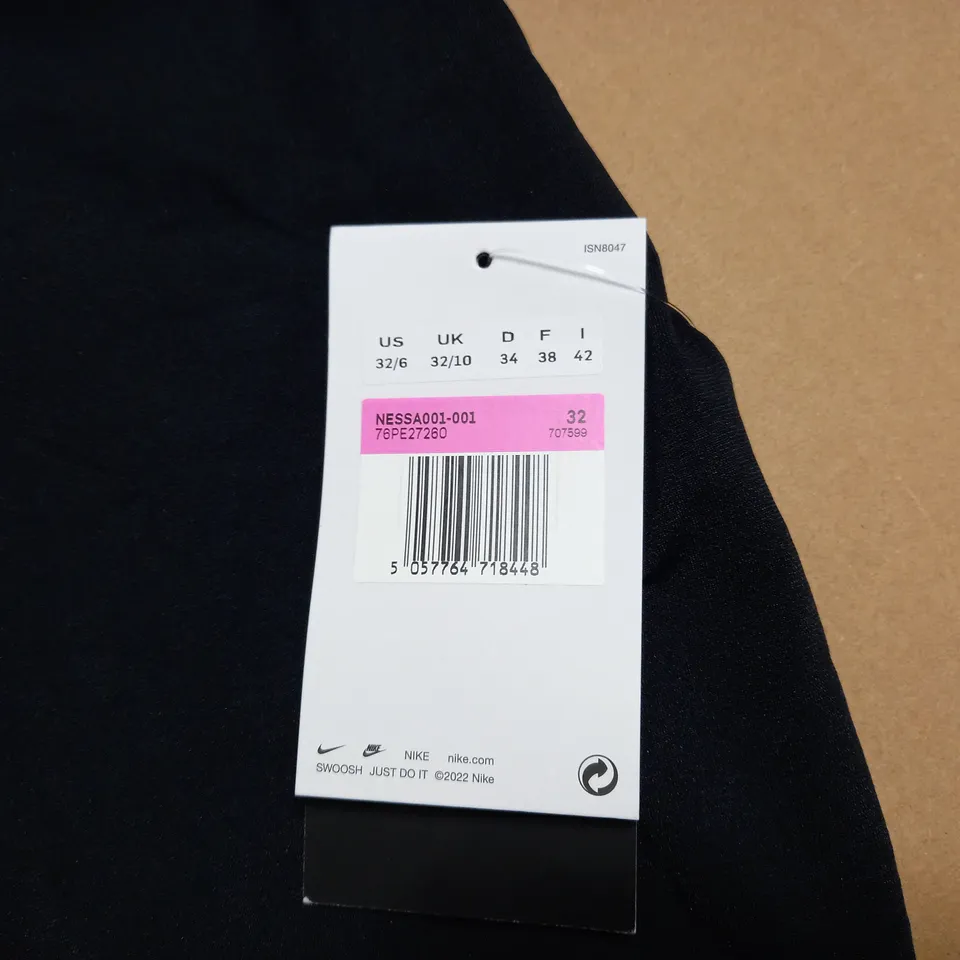 ISN8047
US UK D F I
32/6 32/10 34 38 42
NESSA001-001 32
76PE27260 707599
5 057764 718448
NIKE NIKE nike.com
SWOOSH JUST DO IT ©2022 Nike